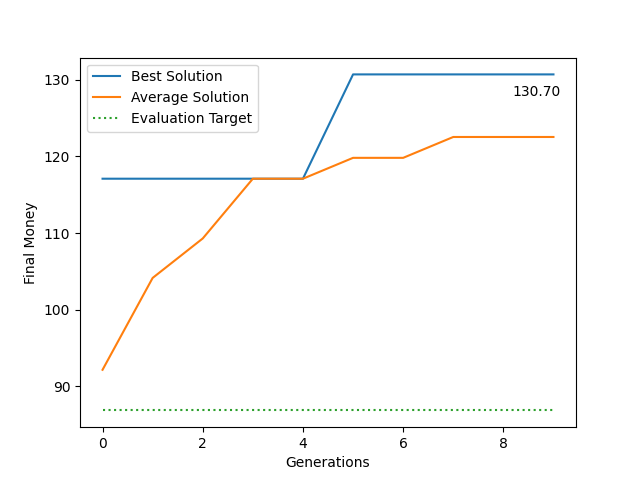 Best Solution
Average Solution
Evaluation Target
130.70
130
120
110
100
90
Final Money
0 2 4 6 8
Generations